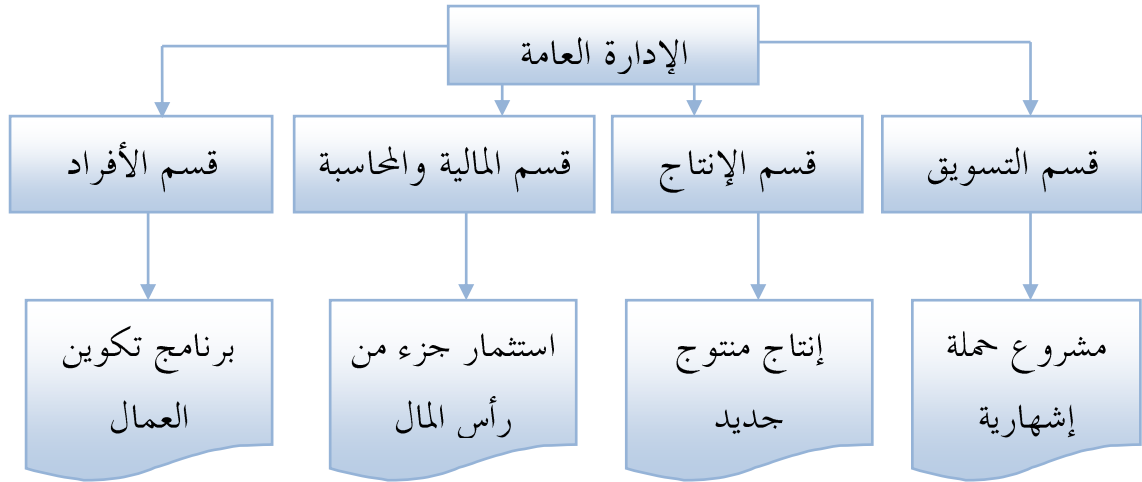 الإدارة العامة
قسم التسويق
قسم الإنتاج
قسم المالية والمحاسبة
قسم الأفراد
مشروع حملة
إشهارية
إنتاج منتوج
جديد
استثمار جزء من
رأس المال
برنامج تكوين
العمال